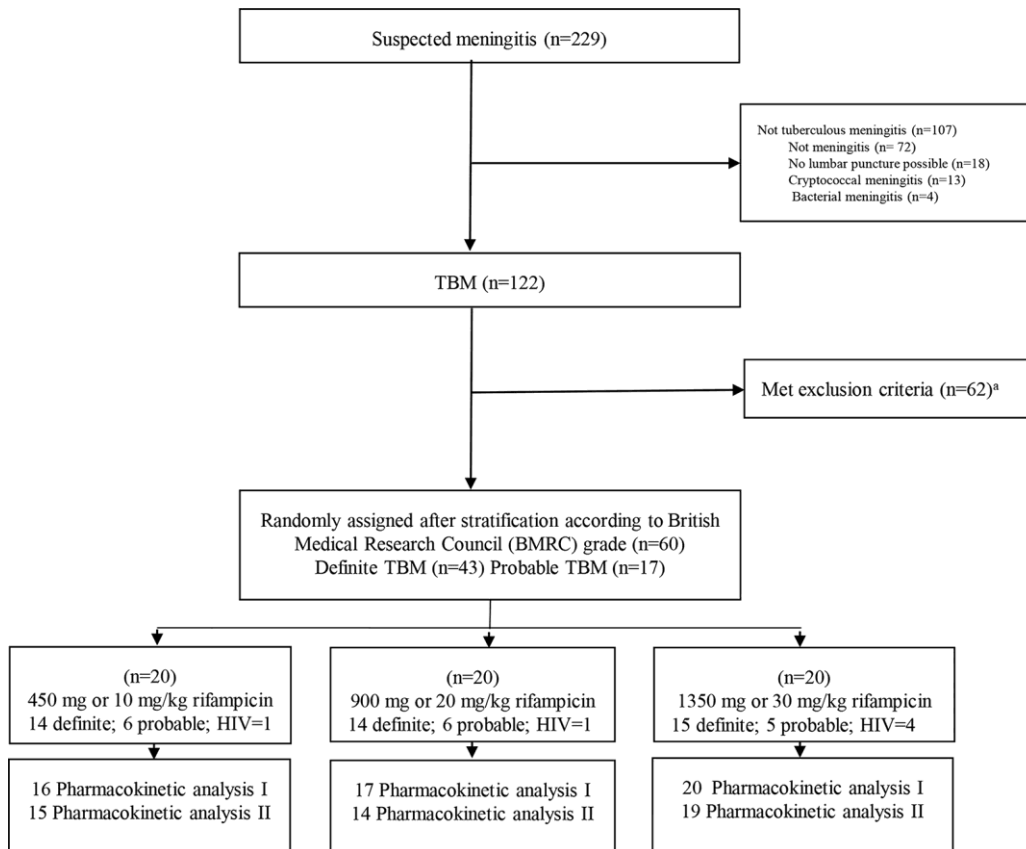 Suspected meningitis (n=229)
Not tuberculous meningitis (n=107)
Not meningitis (n= 72)
No lumbar puncture possible (n=18)
Cryptococcal meningitis (n=13)
Bacterial meningitis (n=4)
TBM (n=122)
Met exclusion criteria (n=62)ᵃ
Randomly assigned after stratification according to British
Medical Research Council (BMRC) grade (n=60)
Definite TBM (n=43) Probable TBM (n=17)
(n=20)
450 mg or 10 mg/kg rifampicin
14 definite; 6 probable; HIV=1
(n=20)
900 mg or 20 mg/kg rifampicin
14 definite; 6 probable; HIV=1
(n=20)
1350 mg or 30 mg/kg rifampicin
15 definite; 5 probable; HIV=4
16 Pharmacokinetic analysis I
15 Pharmacokinetic analysis II
17 Pharmacokinetic analysis I
14 Pharmacokinetic analysis II
20 Pharmacokinetic analysis I
19 Pharmacokinetic analysis II